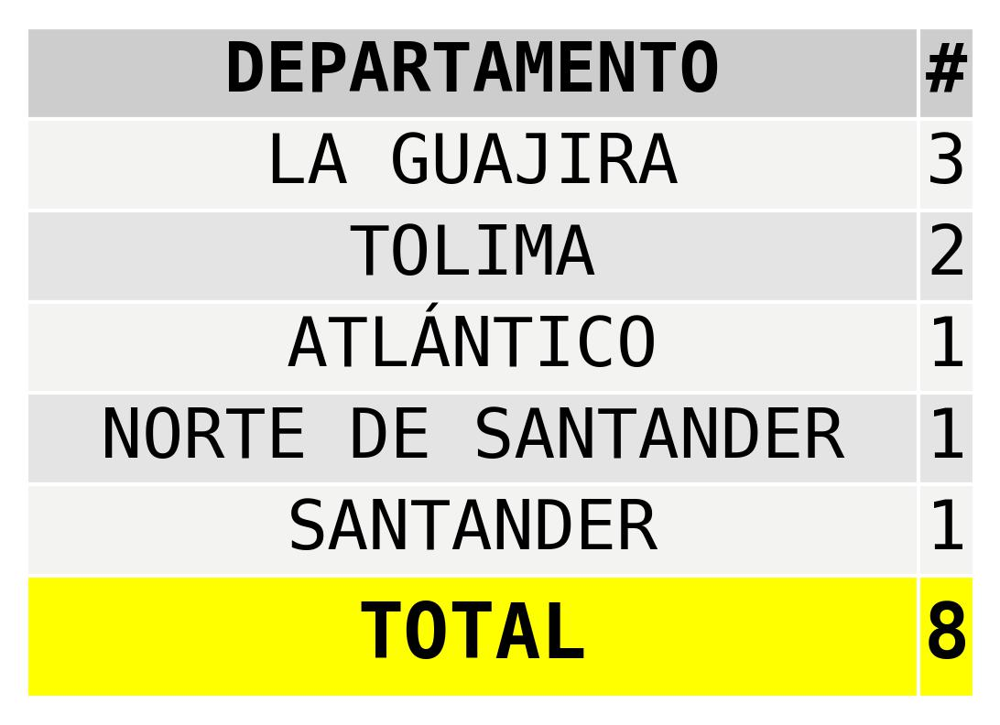 DEPARTAMENTO #
LA GUAJIRA 3
TOLIMA 2
ATLÁNTICO 1
NORTE DE SANTANDER 1
SANTANDER 1
TOTAL 8